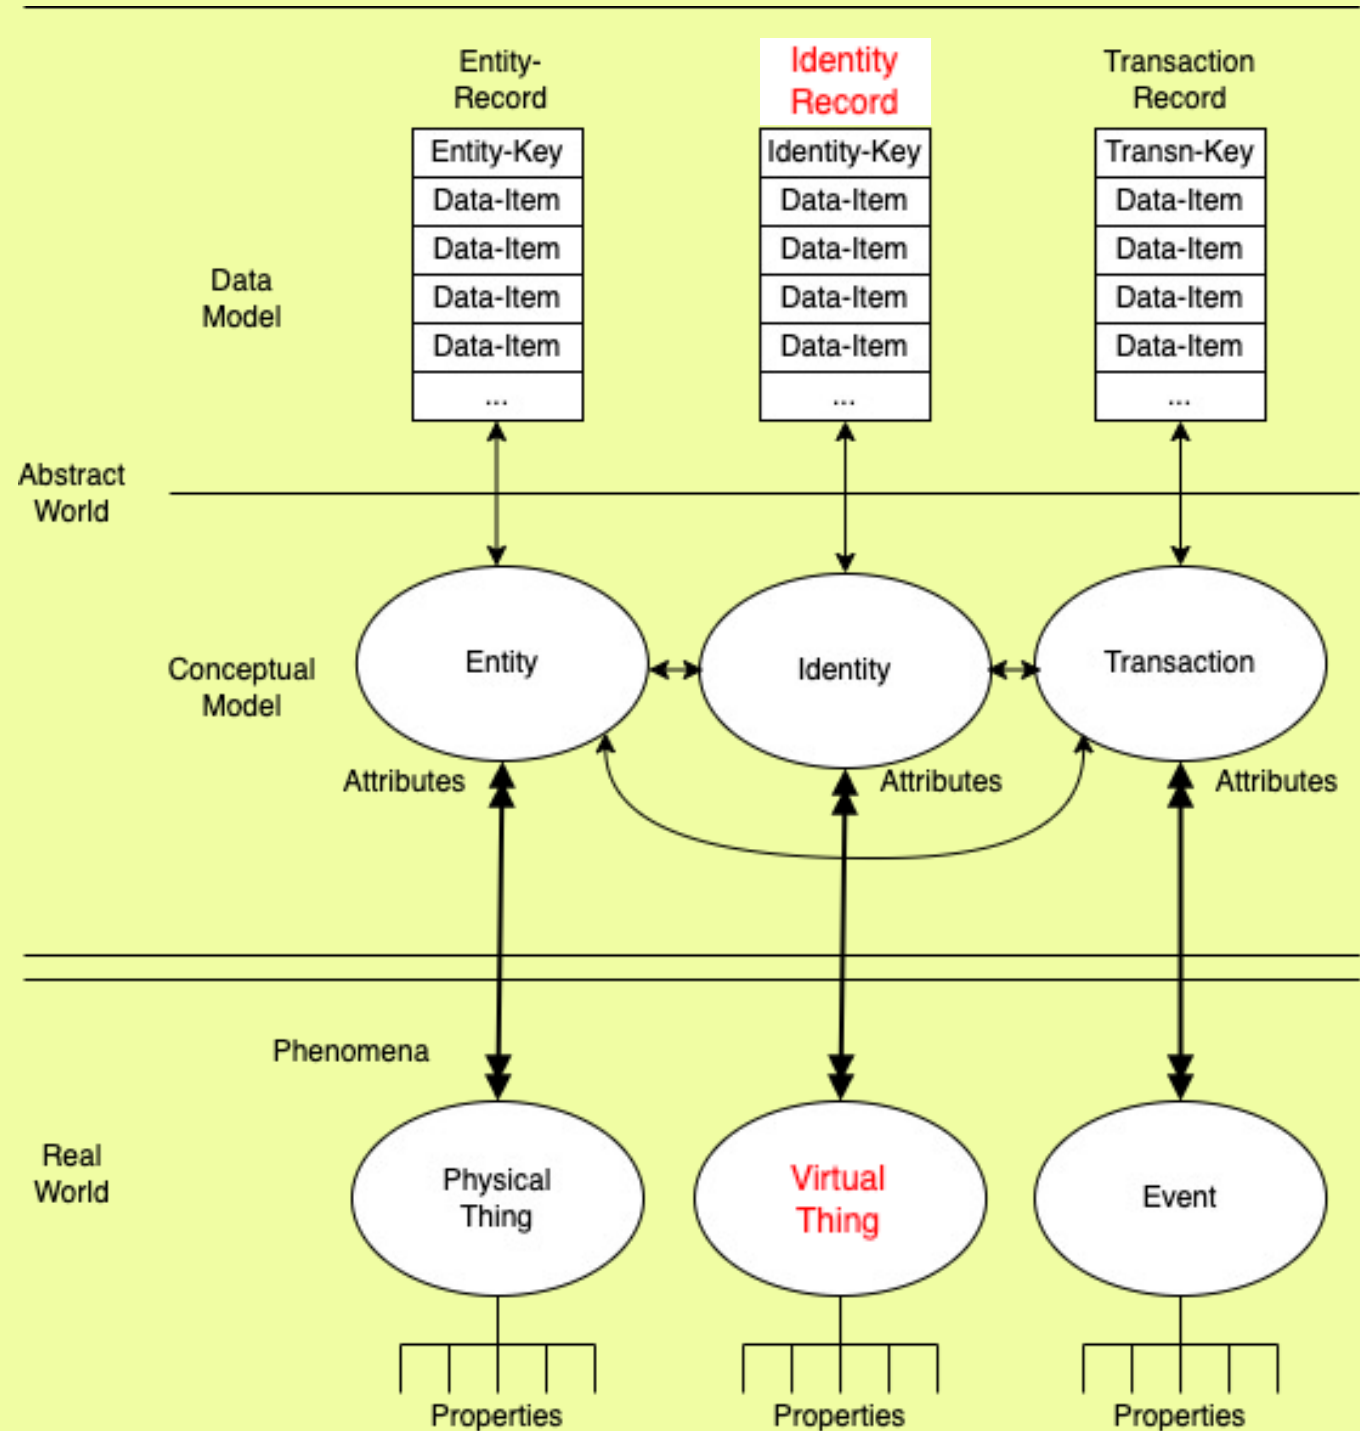 Entity-
Record
Identity
Record
Transaction
Record
Entity-Key
Identity-Key
Transn-Key
Data-Item
Data-Item
Data-Item
Data-Item
Data-Item
Data-Item
Data
Model
Data-Item
Data-Item
Data-Item
Data-Item
Data-Item
Data-Item
...
...
...
Abstract
World
Conceptual
Model
Entity
Identity
Transaction
Attributes
Attributes
Attributes
Phenomena
Real
World
Physical
Thing
Virtual
Thing
Event
Properties
Properties
Properties